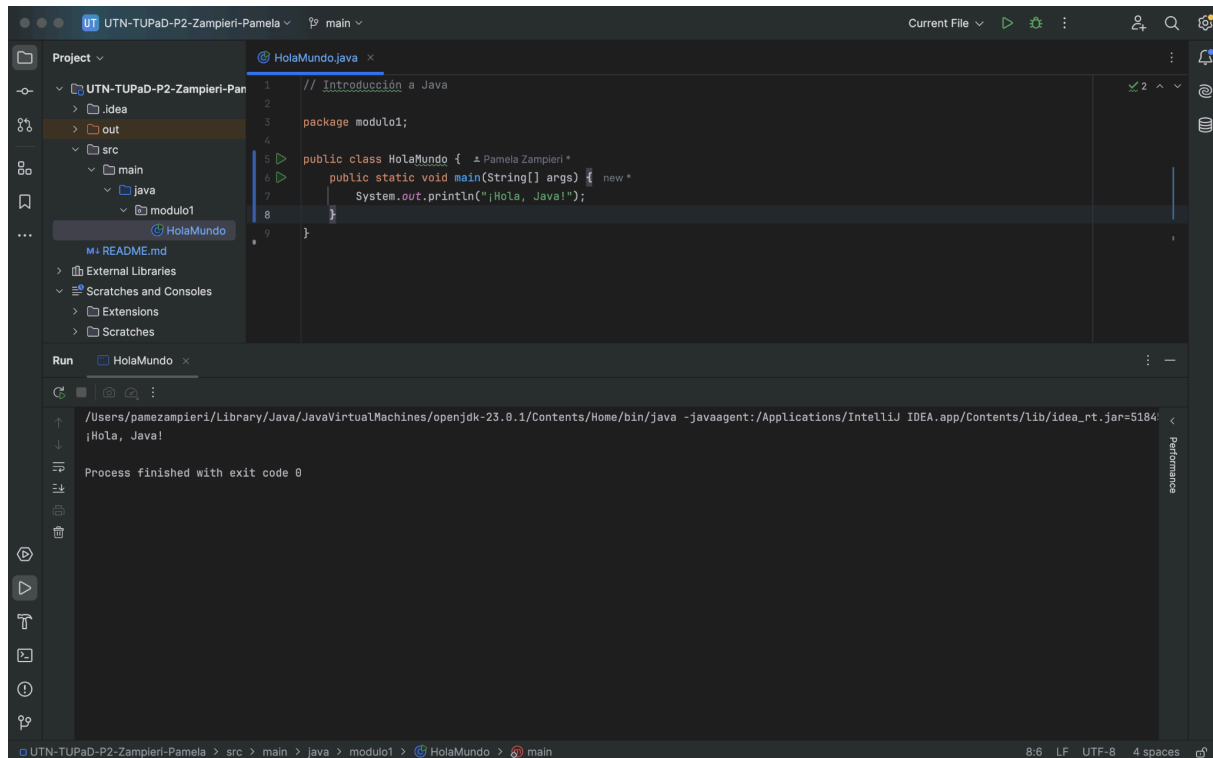 UT UTN-TUPaD-P2-Zampieri-Pamela main Current File
Project
HolaMundo.java
UTN-TUPaD-P2-Zampieri-Pan
.idea
out
src
main
java
modulo1
HolaMundo
M↓ README.md
External Libraries
Scratches and Consoles
Extensions
Scratches
1 // Introducción a Java
2
3 package modulo1;
4
5 public class HolaMundo { Pamela Zampieri *
6 public static void main(String[] args) { new *
7 System.out.println("¡Hola, Java!");
8 }
9 }
2
Run HolaMundo
/Users/pamezampieri/Library/Java/JavaVirtualMachines/openjdk-23.0.1/Contents/Home/bin/java -javaagent:/Applications/IntelliJ IDEA.app/Contents/lib/idea_rt.jar=5184
¡Hola, Java!
Process finished with exit code 0
Performance
UTN-TUPaD-P2-Zampieri-Pamela > src > main > java > modulo1 > HolaMundo > main 8:6 LF UTF-8 4 spaces